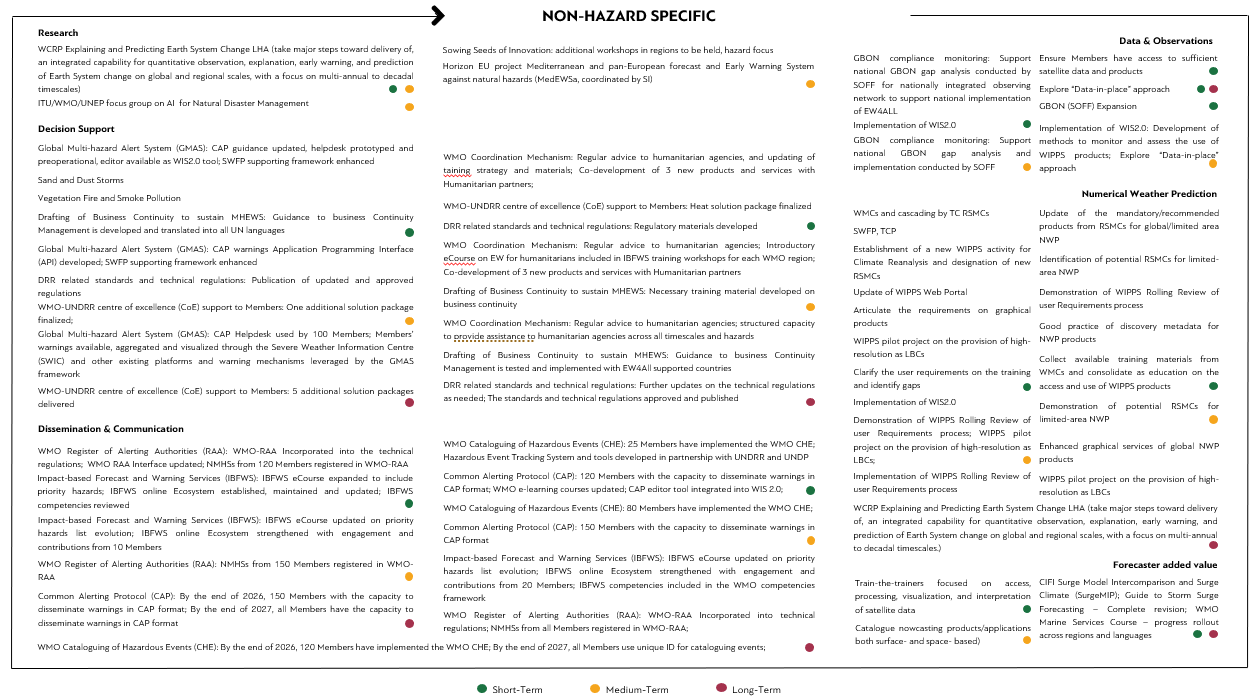 NON-HAZARD SPECIFIC
Research
WCRP Explaining and Predicting Earth System Change LHA (take major steps toward delivery of,
an integrated capability for quantitative observation, explanation, early warning, and prediction
of Earth System change on global and regional scales, with a focus on multi-annual to decadal
timescales)
ITU/WMO/UNEP focus group on AI for Natural Disaster Management
Sowing Seeds of Innovation: additional workshops in regions to be held, hazard focus
Horizon EU project Mediterranean and pan-European forecast and Early Warning System
against natural hazards (MedEWSa, coordinated by SI)
Decision Support
Global Multi-hazard Alert System (GMAS): CAP guidance updated, helpdesk prototyped and
preoperational, editor available as WIS2.0 tool; SWFP supporting framework enhanced
Sand and Dust Storms
Vegetation Fire and Smoke Pollution
Drafting of Business Continuity to sustain MHEWS: Guidance to business Continuity
Management is developed and translated into all UN languages
Global Multi-hazard Alert System (GMAS): CAP warnings Application Programming Interface
(API) developed; SWFP supporting framework enhanced
DRR related standards and technical regulations: Publication of updated and approved
regulations
WMO-UNDRR centre of excellence (CoE) support to Members: One additional solution package
finalized;
Global Multi-hazard Alert System (GMAS): CAP Helpdesk used by 100 Members; Members'
warnings available, aggregated and visualized through the Severe Weather Information Centre
(SWIC) and other existing platforms and warning mechanisms leveraged by the GMAS
framework
WMO-UNDRR centre of excellence (CoE) support to Members: 5 additional solution packages
delivered
WMO Coordination Mechanism: Regular advice to humanitarian agencies, and updating of
taining strategy and materials; Co-development of 3 new products and services with
Humanitarian partners;
WMO-UNDRR centre of excellence (CoE) support to Members: Heat solution package finalized
DRR related standards and technical regulations: Regulatory materials developed
WMO Coordination Mechanism: Regular advice to humanitarian agencies; Introductory
eCourse on EW for humanitarians included in IBFWS training workshops for each WMO region;
Co-development of 3 new products and services with Humanitarian partners
Drafting of Business Continuity to sustain MHEWS: Necessary training material developed on
business continuity
WMO Coordination Mechanism: Regular advice to humanitarian agencies; structured capacity
to provide assistance to humanitarian agencies across all timescales and hazards
Drafting of Business Continuity to sustain MHEWS: Guidance to business Continuity
Management is tested and implemented with EW4All supported countries
DRR related standards and technical regulations: Further updates on the technical regulations
as needed; The standards and technical regulations approved and published
Dissemination & Communication
WMO Register of Alerting Authorities (RAA): WMO-RAA Incorporated into the technical
regulations; WMO RAA Interface updated; NMHSs from 120 Members registered in WMO-RAA
Impact-based Forecast and Warning Services (IBFWS): IBFWS eCourse expanded to include
priority hazards; IBFWS online Ecosystem established, maintained and updated; IBFWS
competencies reviewed
Impact-based Forecast and Warning Services (IBFWS): IBFWS eCourse updated on priority
hazards list evolution; IBFWS online Ecosystem strengthened with engagement and
contributions from 10 Members
WMO Register of Alerting Authorities (RAA): NMHSs from 150 Members registered in WMO-
RAA
Common Alerting Protocol (CAP): By the end of 2026, 150 Members with the capacity to
disseminate warnings in CAP format; By the end of 2027, all Members have the capacity to
disseminate warnings in CAP format
WMO Cataloguing of Hazardous Events (CHE): By the end of 2026, 120 Members have implemented the WMO CHE; By the end of 2027, all Members use unique ID for cataloguing events;
WMO Cataloguing of Hazardous Events (CHE): 25 Members have implemented the WMO CHE;
Hazardous Event Tracking System and tools developed in partnership with UNDRR and UNDP
Common Alerting Protocol (CAP): 120 Members with the capacity to disseminate warnings in
CAP format; WMO e-learning courses updated; CAP editor tool integrated into WIS 2.0;
WMO Cataloguing of Hazardous Events (CHE): 80 Members have implemented the WMO CHE;
Common Alerting Protocol (CAP): 150 Members with the capacity to disseminate warnings in
CAP format
Impact-based Forecast and Warning Services (IBFWS): IBFWS eCourse updated on priority
hazards list evolution; IBFWS online Ecosystem strengthened with engagement and
contributions from 20 Members; IBFWS competencies included in the WMO competencies
framework
WMO Register of Alerting Authorities (RAA): WMO-RAA Incorporated into technical
regulations; NMHSs from all Members registered in WMO-RAA;
Data & Observations
GBON compliance monitoring: Support
national GBON gap analysis conducted by
SOFF for nationally integrated observing
network to support national implementation
of EW4ALL
Implementation of WIS2.0
GBON compliance monitoring: Support
national GBON gap analysis and
implementation conducted by SOFF
Ensure Members have access to sufficient
satellite data and products
Explore "Data-in-place" approach
GBON (SOFF) Expansion
Implementation of WIS2.0: Development of
methods to monitor and assess the use of
WIPPS products; Explore "Data-in-place"
approach
Numerical Weather Prediction
WMCs and cascading by TC RSMCs
SWFP, TCP
Establishment of a new WIPPS activity for
Climate Reanalysis and designation of new
RSMCs
Update of WIPPS Web Portal
Articulate the requirements on graphical
products
WIPPS pilot project on the provision of high-
resolution as LBCs
Clarify the user requirements on the training
and identify gaps
Implementation of WIS2.0
Demonstration of WIPPS Rolling Review of
user Requirements process; WIPPS pilot
project on the provision of high-resolution as
LBCs;
Implementation of WIPPS Rolling Review of
user Requirements process
Update of the mandatory/recommended
products from RSMCs for global/limited area
NWP
Identification of potential RSMCs for limited-
area NWP
Demonstration of WIPPS Rolling Review of
user Requirements process
Good practice of discovery metadata for
NWP products
Collect available training materials from
WMCs and consolidate as education on the
access and use of WIPPS products
Demonstration of potential RSMCs for
limited-area NWP
Enhanced graphical services of global NWP
products
WIPPS pilot project on the provision of high-
resolution as LBCs
WCRP Explaining and Predicting Earth System Change LHA (take major steps toward delivery
of, an integrated capability for quantitative observation, explanation, early warning, and
prediction of Earth System change on global and regional scales, with a focus on multi-annual
to decadal timescales.)
Forecaster added value
Train-the-trainers focused on access,
processing, visualization, and interpretation
of satellite data
Catalogue nowcasting products/applications
both surface- and space- based)
CIFI Surge Model Intercomparison and Surge
Climate (SurgeMIP); Guide to Storm Surge
Forecasting – Complete revision; WMO
Marine Services Course – progress rollout
across regions and languages
Short-Term
Medium-Term
Long-Term